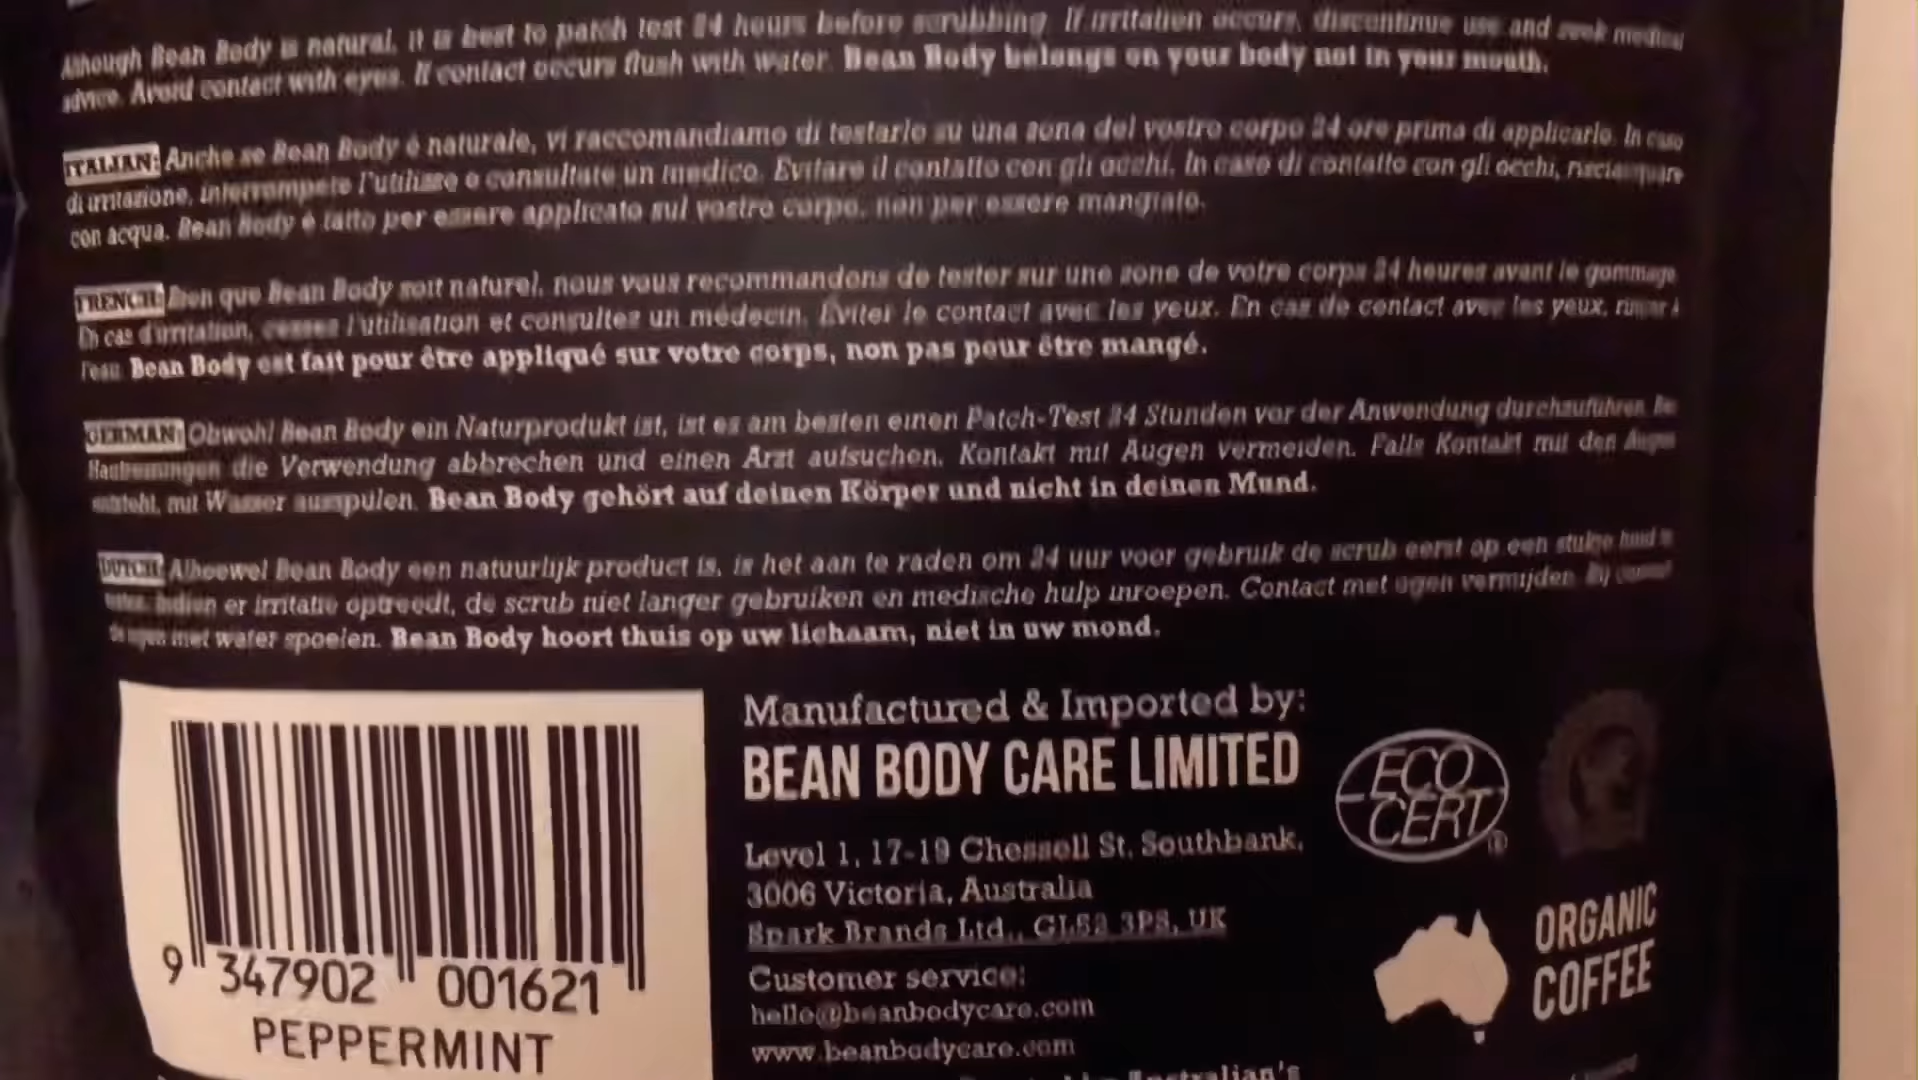 Although Bean Body is natural, it is best to patch test 24 hours before scrubbing. If irritation occurs, discontinue use and seek medical
advice. Avoid contact with eyes. If contact occurs flush with water. Bean Body belongs on your body not in your mouth.
ITALIAN: Anche se Bean Body è naturale, vi raccomandiamo di testarlo su una zona del vostro corpo 24 ore prima di applicarlo. In caso
di irritazione, interrompete l'utilizzo e consultate un medico. Evitare il contatto con gli occhi. In caso di contatto con gli occhi, risciacquare
con acqua. Bean Body è fatto per essere applicato sul vostro corpo, non per essere mangiato.
FRENCH: Bien que Bean Body soit naturel, nous vous recommandons de tester sur une zone de votre corps 24 heures avant le gommage.
En cas d'irritation, cessez l'utilisation et consultez un médecin. Éviter le contact avec les yeux. En cas de contact avec les yeux, rincer à
l'eau. Bean Body est fait pour être appliqué sur votre corps, non pas pour être mangé.
GERMAN: Obwohl Bean Body ein Naturprodukt ist, ist es am besten einen Patch-Test 24 Stunden vor der Anwendung durchzuführen. Bei
Hautreizungen die Verwendung abbrechen und einen Arzt aufsuchen. Kontakt mit Augen vermeiden. Falls Kontakt mit den Augen
entsteht, mit Wasser ausspülen. Bean Body gehört auf deinen Körper und nicht in deinen Mund.
DUTCH: Alhoewel Bean Body een natuurlijk product is, is het aan te raden om 24 uur voor gebruik de scrub eerst op een stukje huid te
testen. Indien er irritatie optreedt, de scrub niet langer gebruiken en medische hulp inroepen. Contact met ogen vermijden. Bij contact
de ogen met water spoelen. Bean Body hoort thuis op uw lichaam, niet in uw mond.
9 347902 001621
PEPPERMINT
Manufactured & Imported by:
BEAN BODY CARE LIMITED
Level 1, 17-19 Chessell St, Southbank,
3006 Victoria, Australia
Spark Brands Ltd., GL52 3PS, UK
Customer service:
hello@beanbodycare.com
www.beanbodycare.com
ECO
CERT
ORGANIC
COFFEE
Australian's